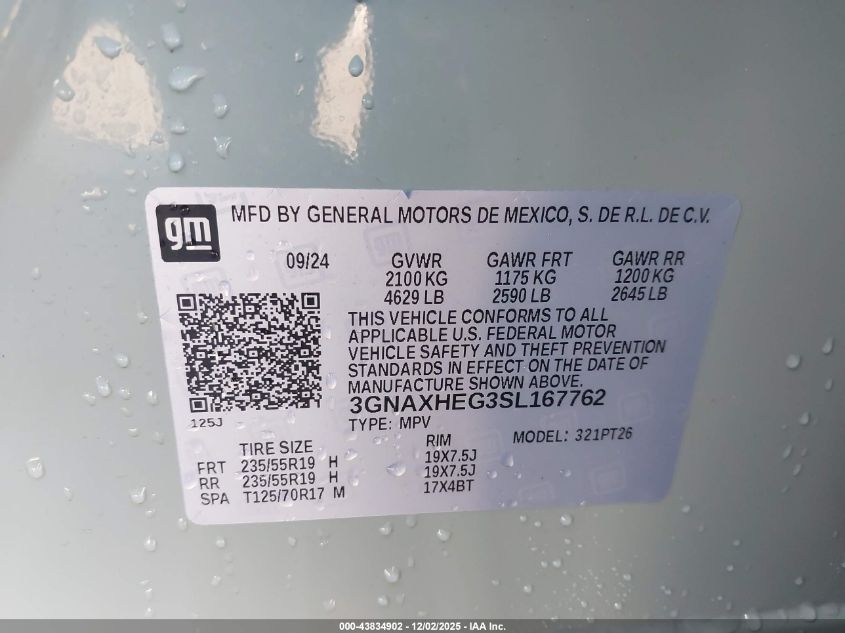 gm
MFD BY GENERAL MOTORS DE MEXICO, S. DE R.L. DE C.V.
09/24 GVWR GAWR FRT GAWR RR
2100 KG 1175 KG 1200 KG
4629 LB 2590 LB 2645 LB
THIS VEHICLE CONFORMS TO ALL
APPLICABLE U.S. FEDERAL MOTOR
VEHICLE SAFETY AND THEFT PREVENTION
STANDARDS IN EFFECT ON THE DATE OF
MANUFACTURE SHOWN ABOVE.
3GNAXHEG3SL167762
125J
TYPE: MPV
MODEL: 321PT26
TIRE SIZE RIM
FRT 235/55R19 H 19X7.5J
RR 235/55R19 H 19X7.5J
SPA T125/70R17 M 17X4BT
000-43834902 - 12/02/2025 - IAA Inc.